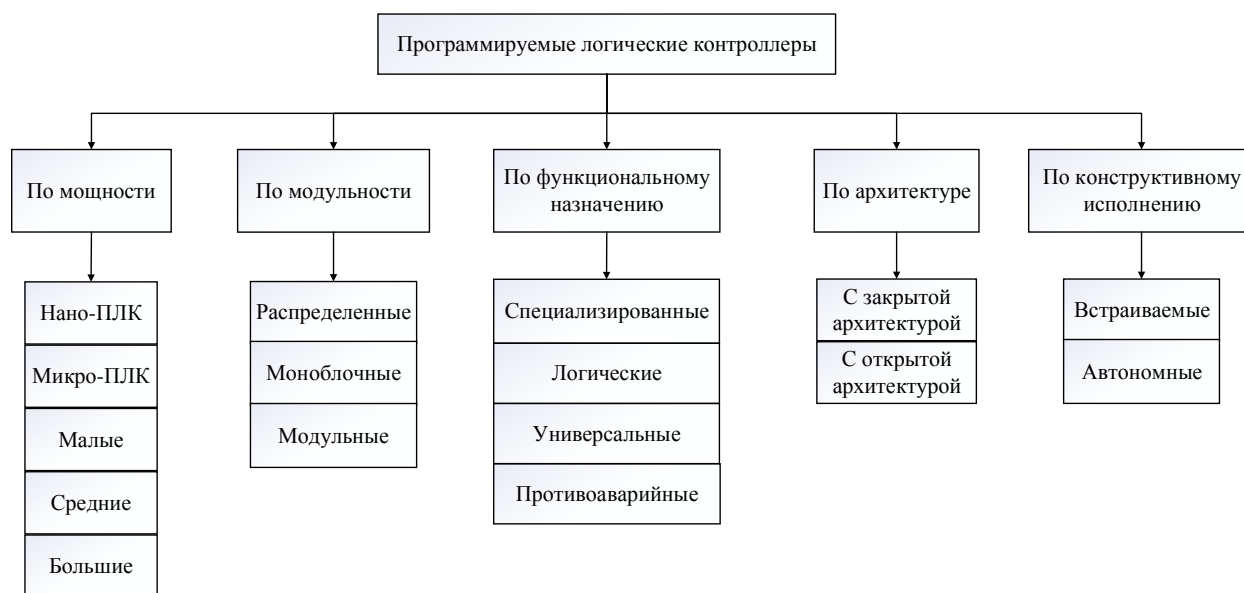 Программируемые логические контроллеры
По мощности
По модульности
По функциональному
назначению
По архитектуре
По конструктивному
исполнению
Нано-ПЛК
Микро-ПЛК
Малые
Средние
Большие
Распределенные
Моноблочные
Модульные
Специализированные
Логические
Универсальные
Противоаварийные
С закрытой
архитектурой
С открытой
архитектурой
Встраиваемые
Автономные